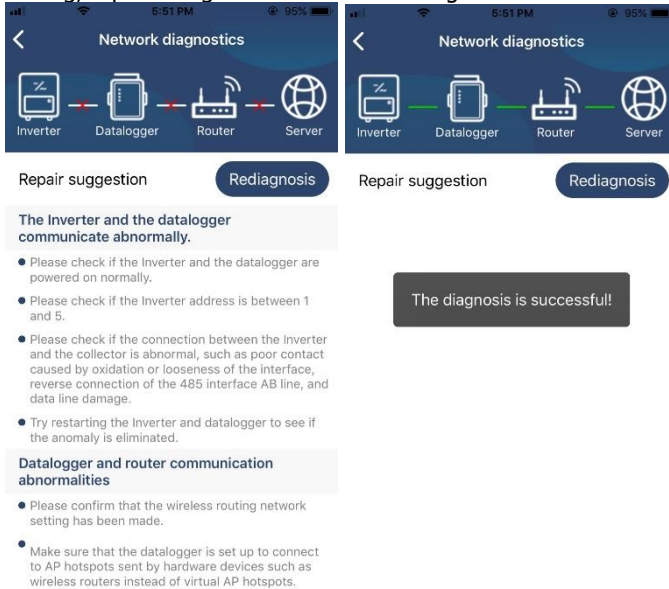 5:51 PM
95%
Network diagnostics
Inverter
Datalogger
Router
Server
Repair suggestion
Rediagnosis
The Inverter and the datalogger
communicate abnormally.
Please check if the Inverter and the datalogger are
powered on normally.
Please check if the Inverter address is between 1
and 5.
Please check if the connection between the Inverter
and the collector is abnormal, such as poor contact
caused by oxidation or looseness of the interface,
reverse connection of the 485 interface AB line, and
data line damage.
Try restarting the Inverter and datalogger to see if
the anomaly is eliminated.
Datalogger and router communication
abnormalities
Please confirm that the wireless routing network
setting has been made.
Make sure that the datalogger is set up to connect
to AP hotspots sent by hardware devices such as
wireless routers instead of virtual AP hotspots.
5:51 PM
95%
Network diagnostics
Inverter
Datalogger
Router
Server
Repair suggestion
Rediagnosis
The diagnosis is successful!